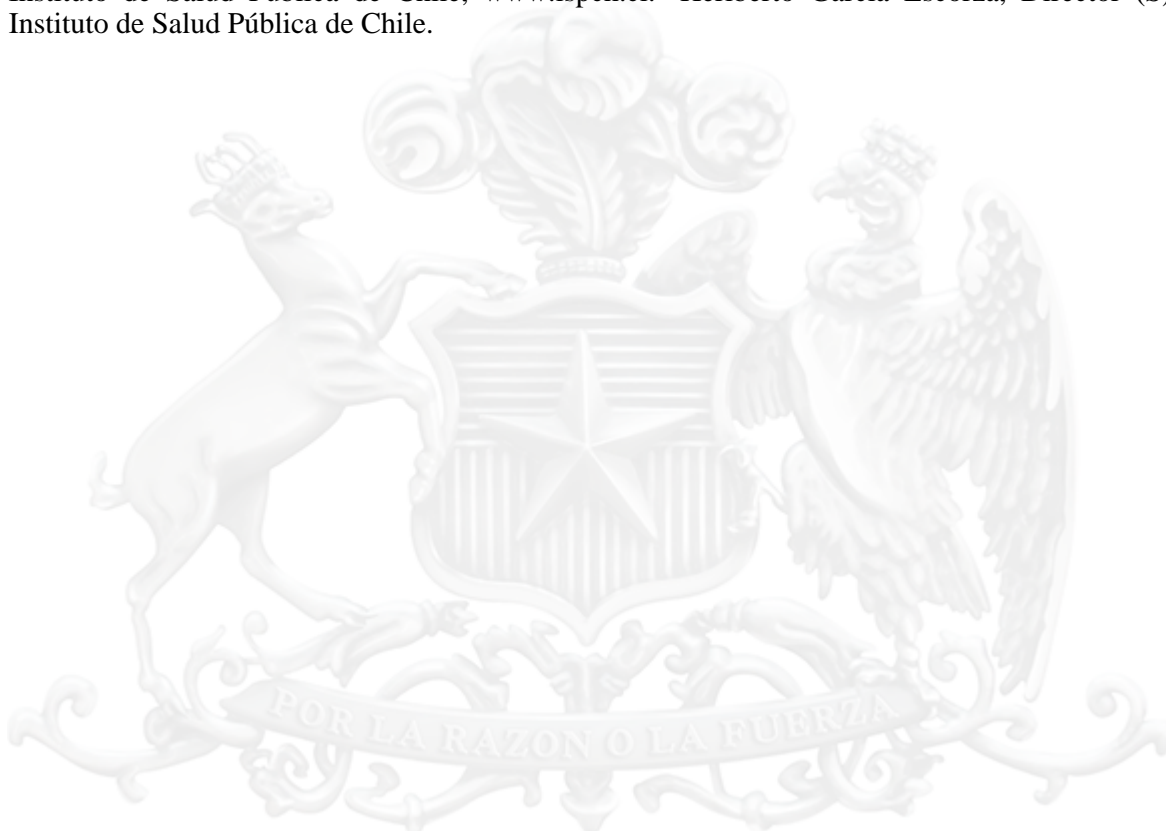 Instituto de Salud Pública de Chile, www.ispch.cl.- Heriberto García Escorza, Director (S)
Instituto de Salud Pública de Chile.
POR LA RAZON O LA FUERZA